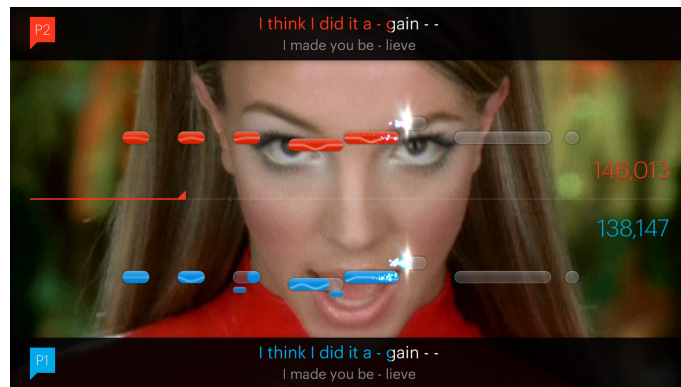 P2
I think I did it a - gain - -
I made you be - lieve
146,013
138,147
P1
I think I did it a - gain - -
I made you be - lieve